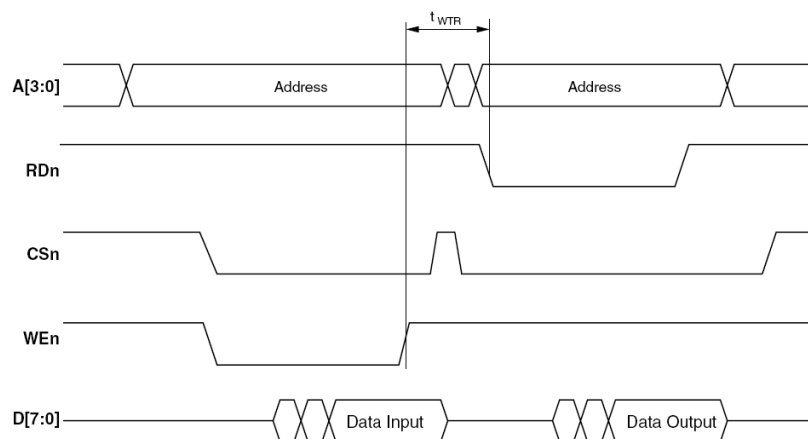 t WTR
A[3:0] Address Address
RDn
CSn
WEn
D[7:0] Data Input Data Output